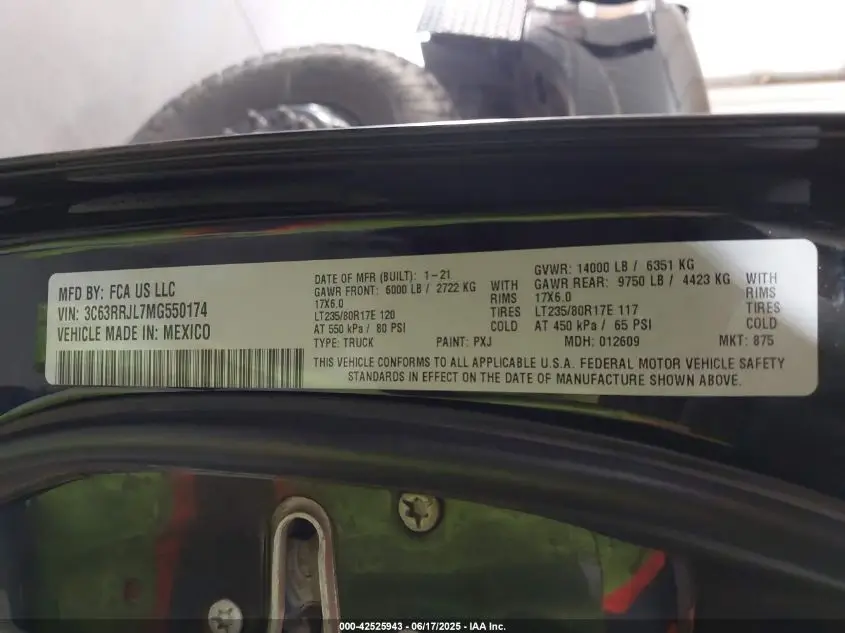 MFD BY: FCA US LLC
VIN: 3C63RRJL7MG550174
VEHICLE MADE IN: MEXICO
DATE OF MFR (BUILT): 1-21
GAWR FRONT: 6000 LB / 2722 KG WITH
17X6.0 RIMS
LT235/80R17E 120 TIRES
AT 550 kPa / 80 PSI COLD
TYPE: TRUCK PAINT: PXJ
GVWR: 14000 LB / 6351 KG
GAWR REAR: 9750 LB / 4423 KG WITH
17X6.0 RIMS
LT235/80R17E 117 TIRES
AT 450 kPa / 65 PSI COLD
MDH: 012609 MKT: 875
THIS VEHICLE CONFORMS TO ALL APPLICABLE U.S.A. FEDERAL MOTOR VEHICLE SAFETY
STANDARDS IN EFFECT ON THE DATE OF MANUFACTURE SHOWN ABOVE.
000-42525943 - 06/17/2025 - IAA Inc.